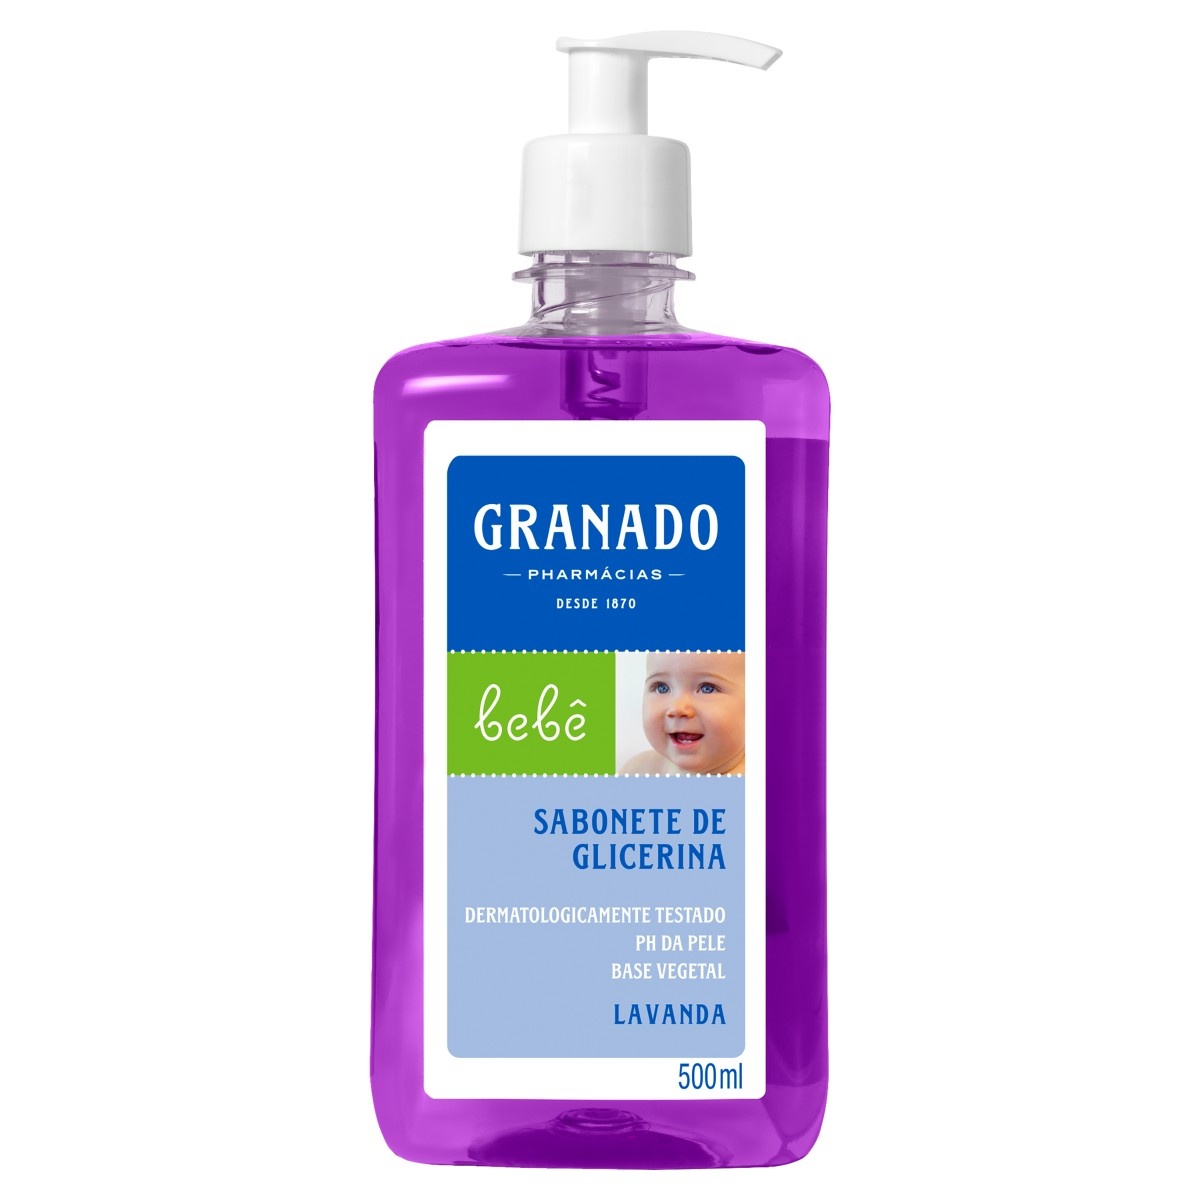 GRANADO
PHARMÁCIAS
DESDE 1870
bebê
SABONETE DE
GLICERINA
DERMATOLOGICAMENTE TESTADO
PH DA PELE
BASE VEGETAL
LAVANDA
500ml